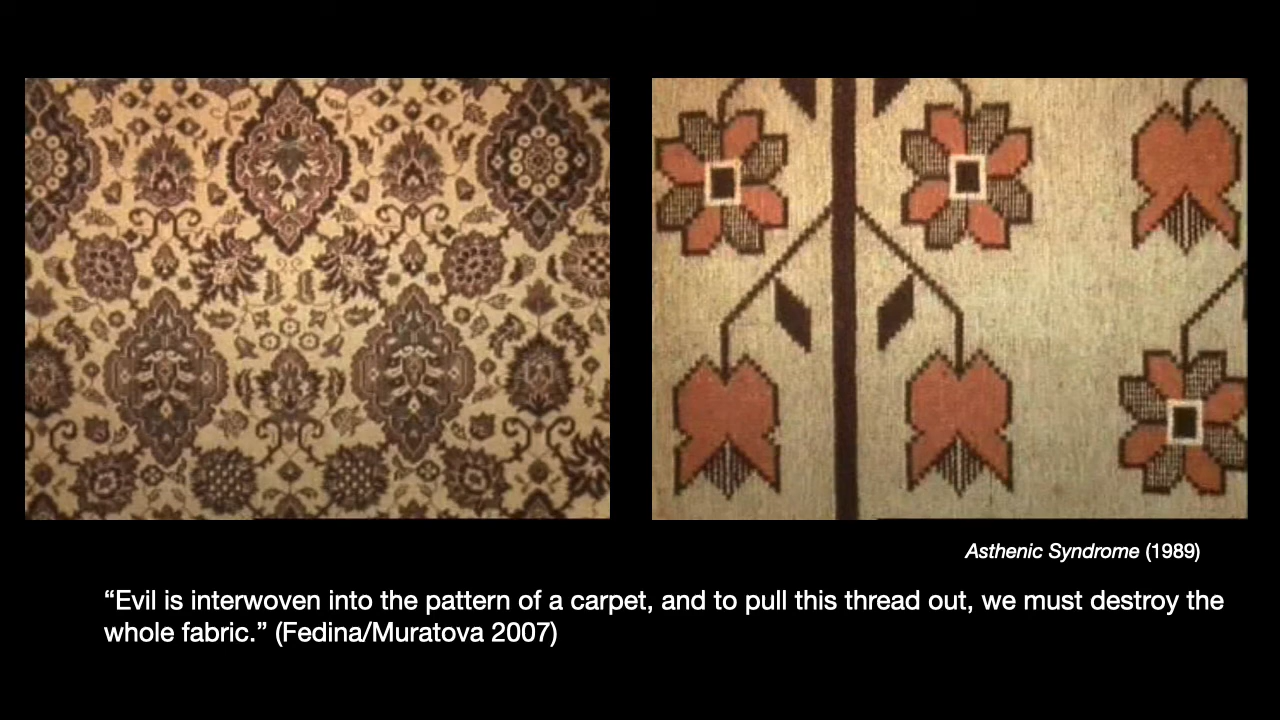 Asthenic Syndrome (1989)
“Evil is interwoven into the pattern of a carpet, and to pull this thread out, we must destroy the
whole fabric.” (Fedina/Muratova 2007)